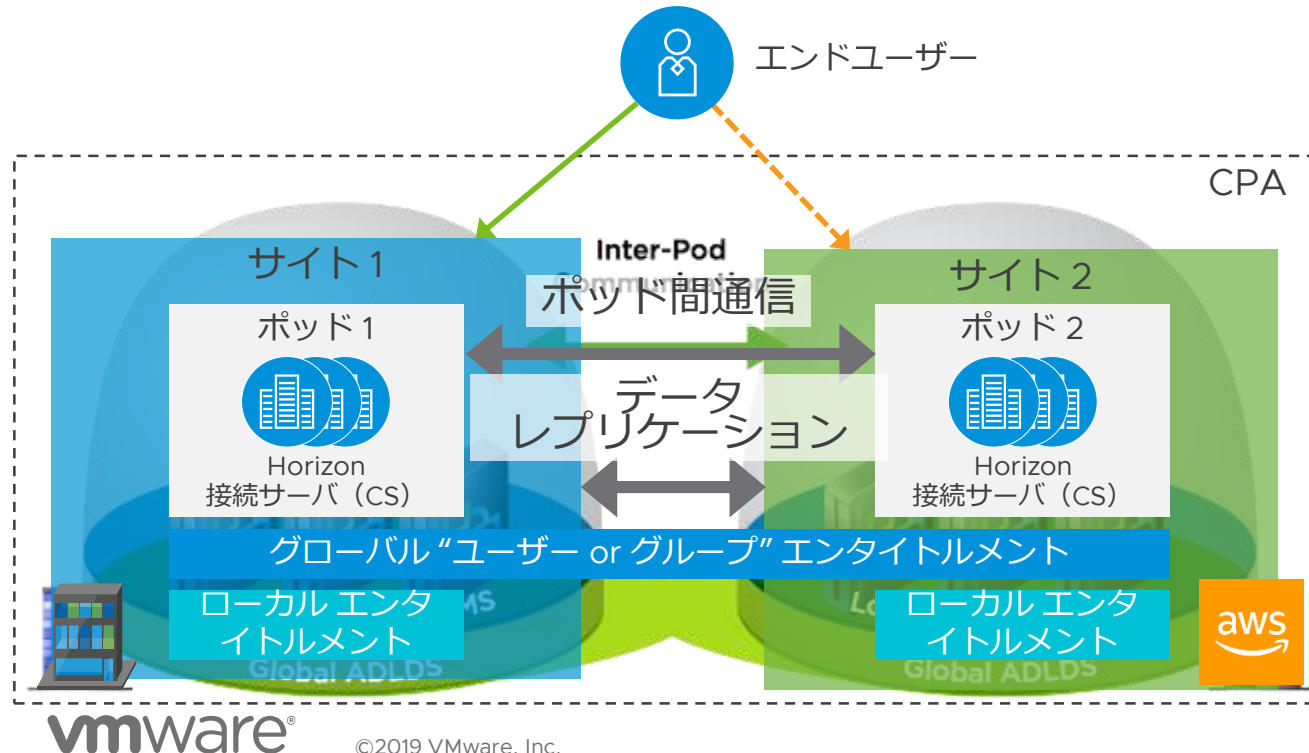 エンドユーザー
CPA
サイト 1
Inter-Pod
サイト 2
ポッド間通信
ポッド 1
ポッド 2
データ
レプリケーション
Horizon
接続サーバ（CS）
Horizon
接続サーバ（CS）
グローバル “ユーザー or グループ” エンタイトルメント
ローカル エンタ
イトルメント
ローカル エンタ
イトルメント
aws
Global ADLDS
Global ADLDS
vmware®
©2019 VMware, Inc.